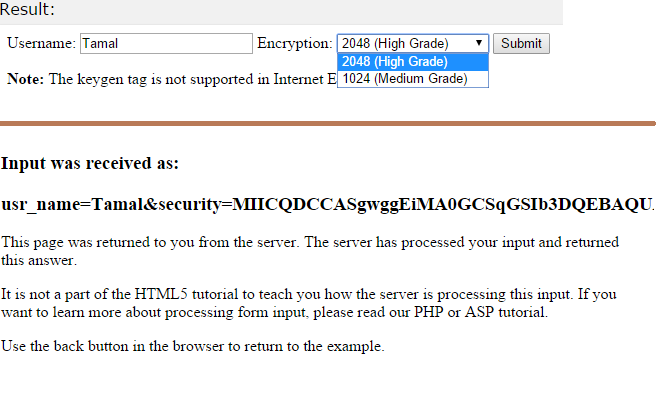 Result:
Username: Tamal Encryption: 2048 (High Grade) Submit
2048 (High Grade)
Note: The keygen tag is not supported in Internet E
1024 (Medium Grade)
Input was received as:
usr_name=Tamal&security=MIICQDCCASgwggEiMA0GCSqGSIb3DQEBAQU.
This page was returned to you from the server. The server has processed your input and returned
this answer.
It is not a part of the HTML5 tutorial to teach you how the server is processing this input. If you
want to learn more about processing form input, please read our PHP or ASP tutorial.
Use the back button in the browser to return to the example.